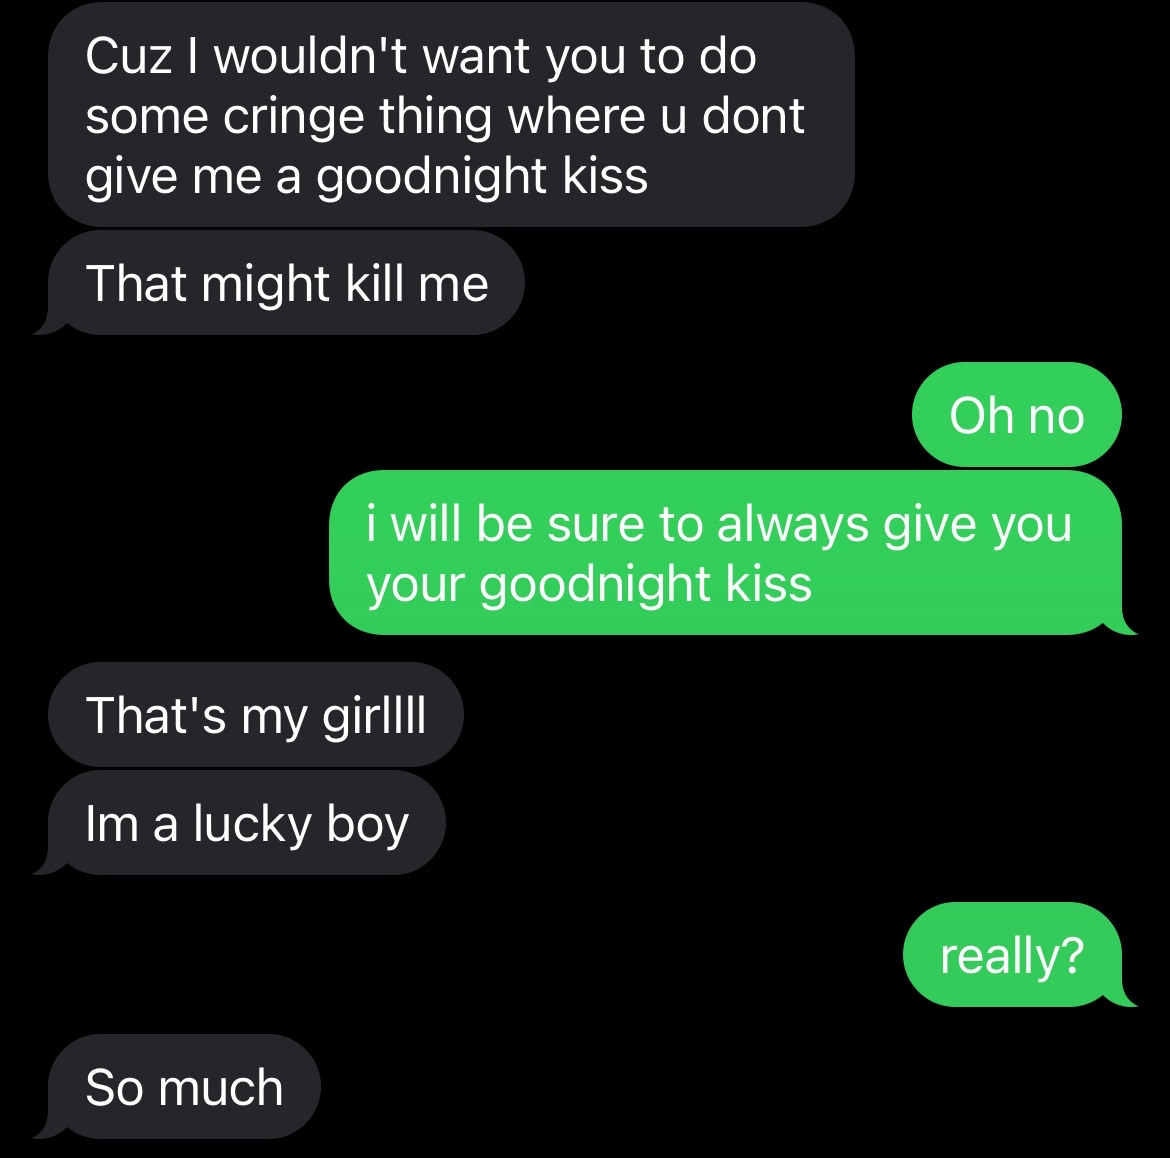 Cuz I wouldn't want you to do
some cringe thing where u dont
give me a goodnight kiss
That might kill me
Oh no
i will be sure to always give you
your goodnight kiss
That's my girllll
Im a lucky boy
really?
So much